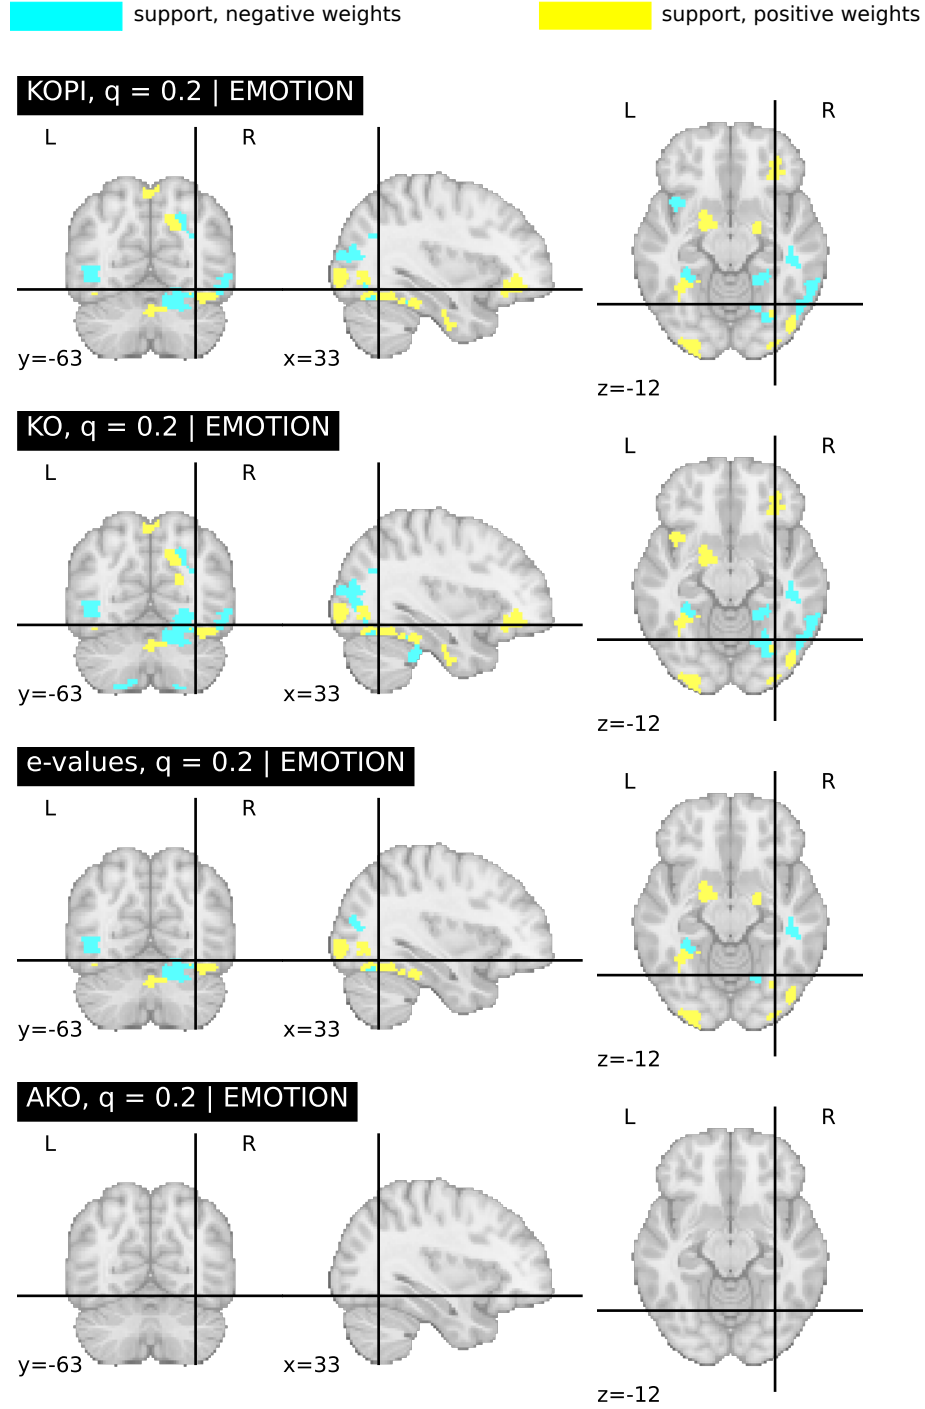 support, negative weights
support, positive weights
KOPI, q = 0.2 | EMOTION
L
R
L
R
y=-63
x=33
z=-12
KO, q = 0.2 | EMOTION
L
R
L
R
y=-63
x=33
z=-12
e-values, q = 0.2 | EMOTION
L
R
L
R
y=-63
x=33
z=-12
AKO, q = 0.2 | EMOTION
L
R
L
R
y=-63
x=33
z=-12